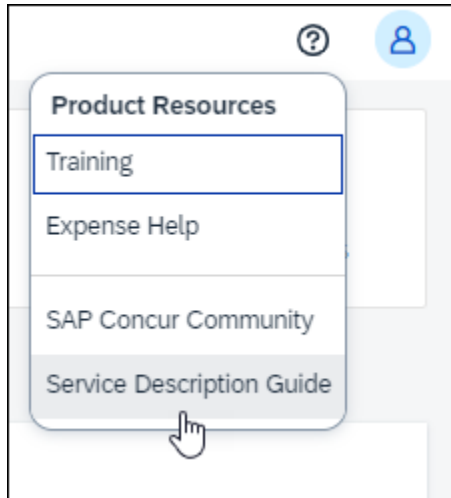 Product Resources
Training
Expense Help
SAP Concur Community
Service Description Guide